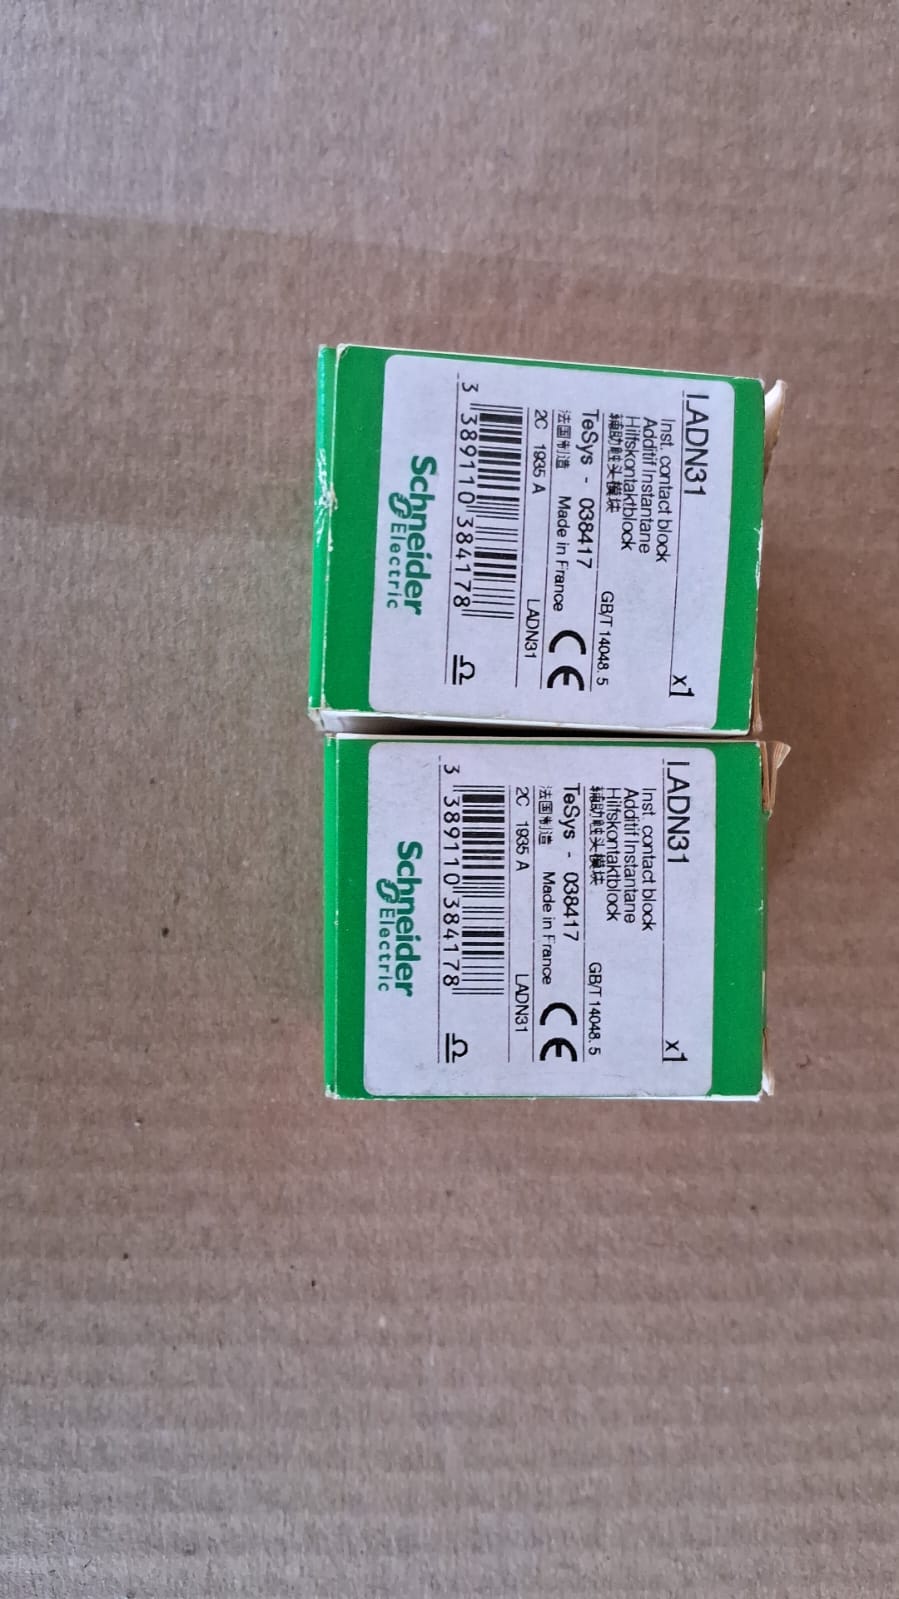 LADN31
Inst. contact block
Additif Instantane
Hilfskontaktblock
辅助触头模块 GB/T 14048.5
x1
TeSys - 038417
法国制造 Made in France
CE
2C 1935 A LADN31
3 389110 384178
Schneider
Electric
LADN31
Inst. contact block
Additif Instantane
Hilfskontaktblock
辅助触头模块 GB/T 14048.5
x1
TeSys - 038417
法国制造 Made in France
CE
2C 1935 A LADN31
3 389110 384178
Schneider
Electric